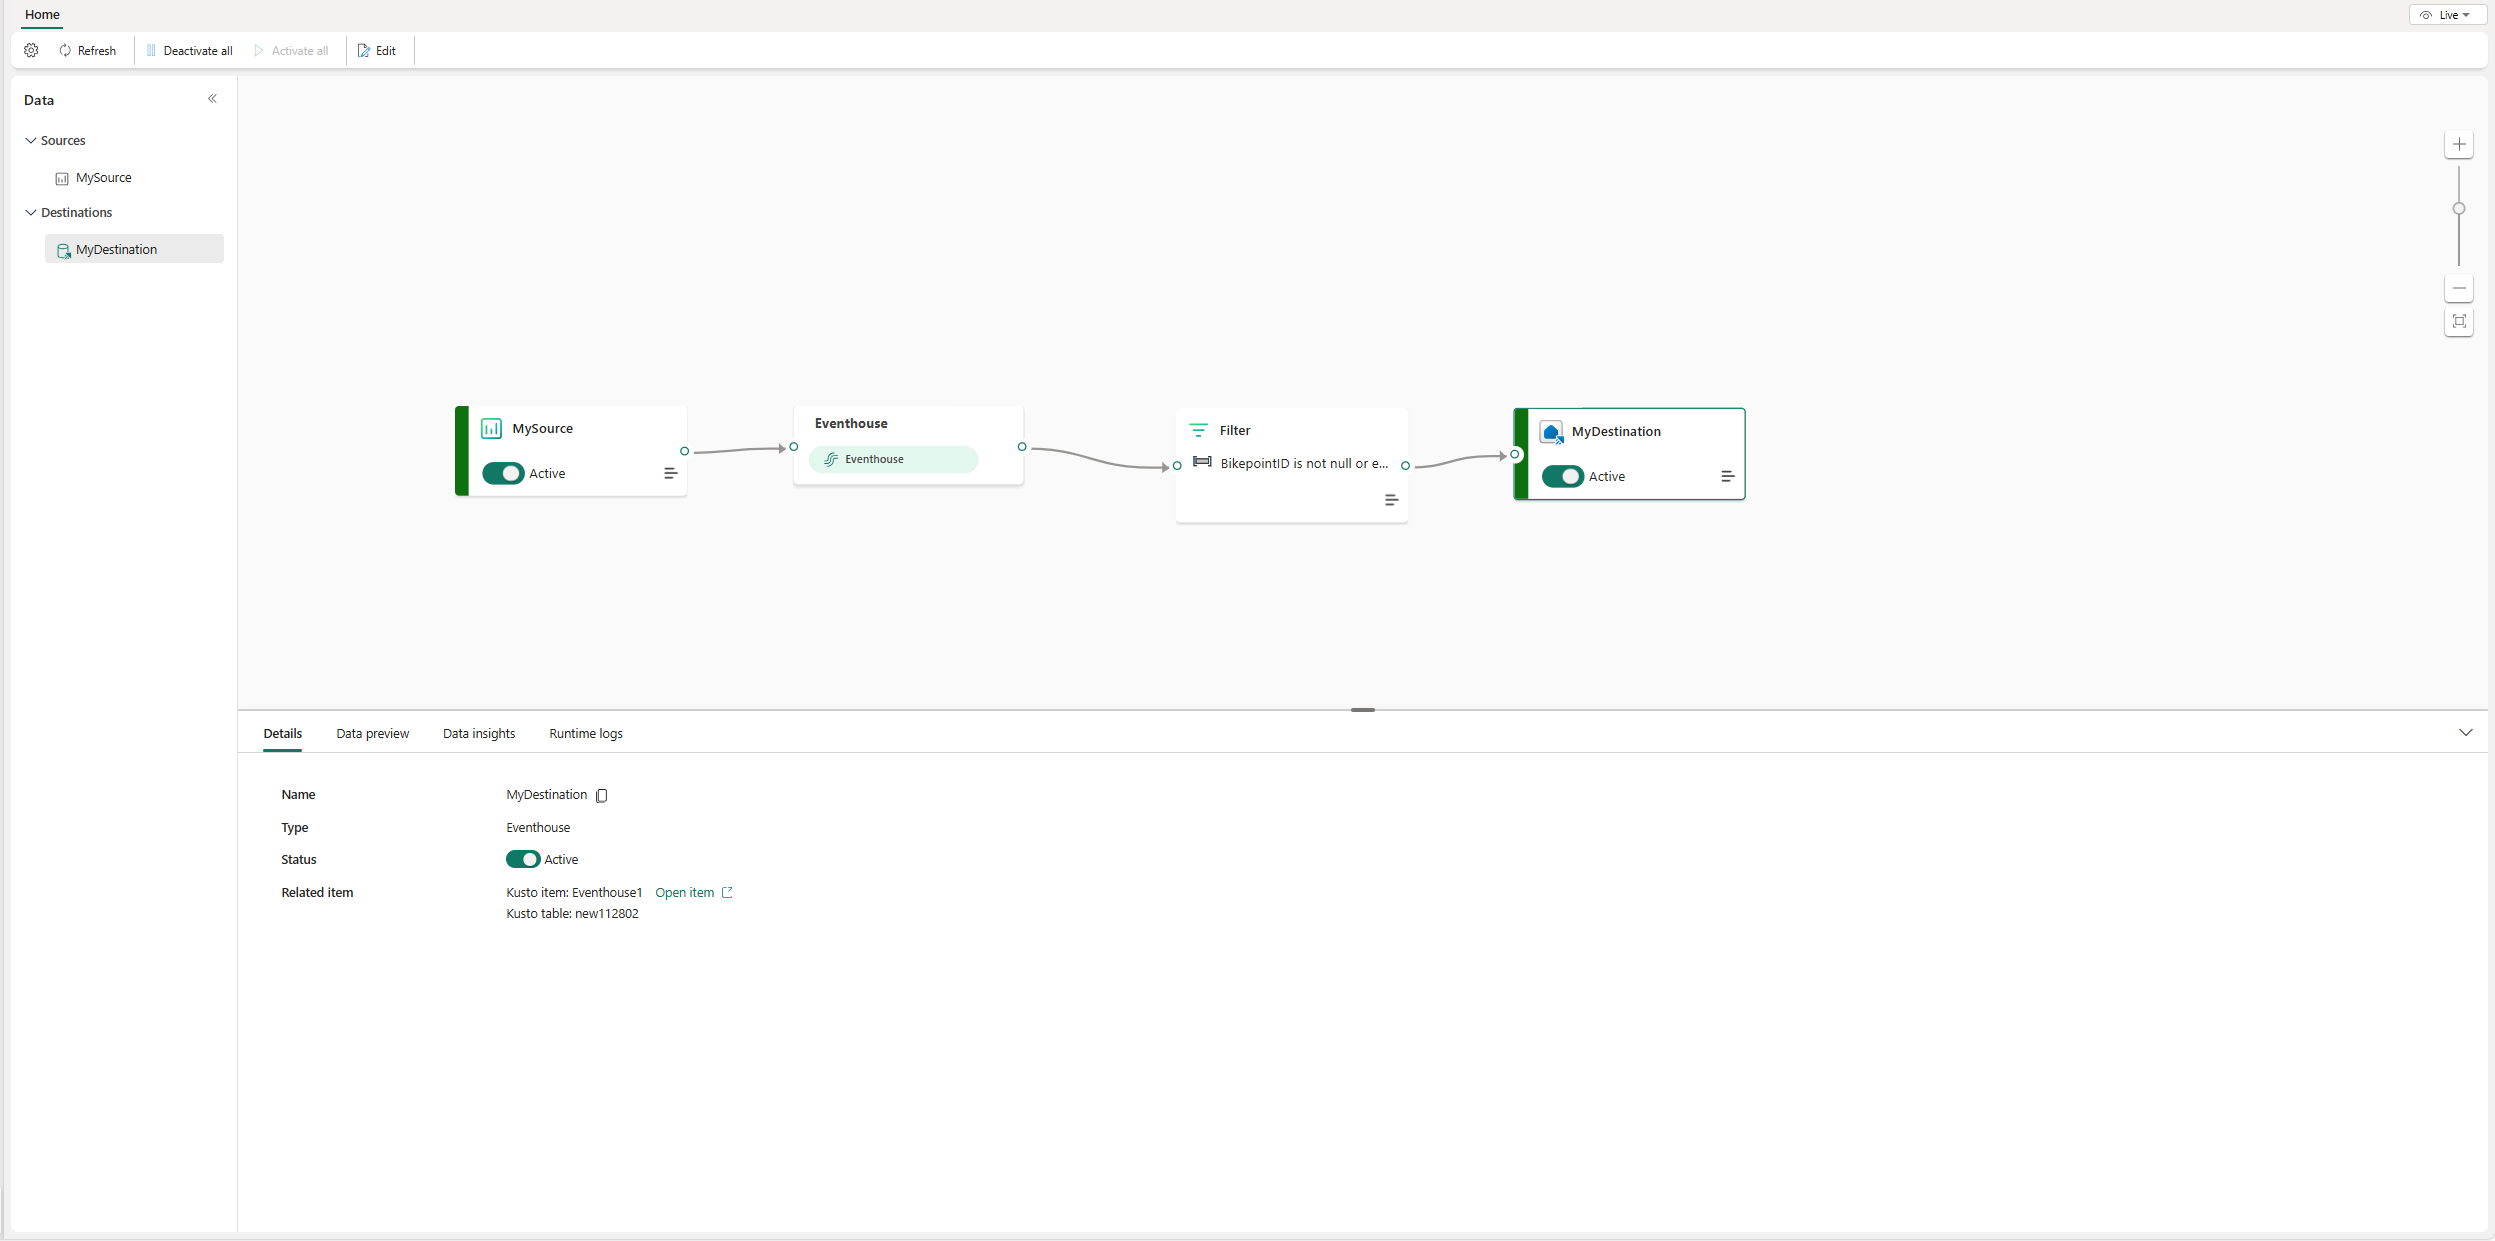 Home
Live
Refresh
Deactivate all
Activate all
Edit
Data
Sources
MySource
Destinations
MyDestination
MySource
Active
Eventhouse
Eventhouse
Filter
BikepointID is not null or e...
MyDestination
Active
Details
Data preview
Data insights
Runtime logs
Name
MyDestination
Type
Eventhouse
Status
Active
Related item
Kusto item: Eventhouse1 Open item
Kusto table: new112802